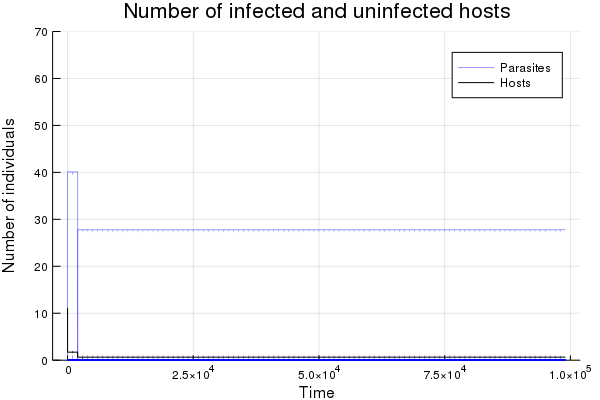 Number of infected and uninfected hosts
Number of individuals
70
60
50
40
30
20
10
0
Parasites
Hosts
0
2.5×10⁴
5.0×10⁴
7.5×10⁴
1.0×10⁵
Time